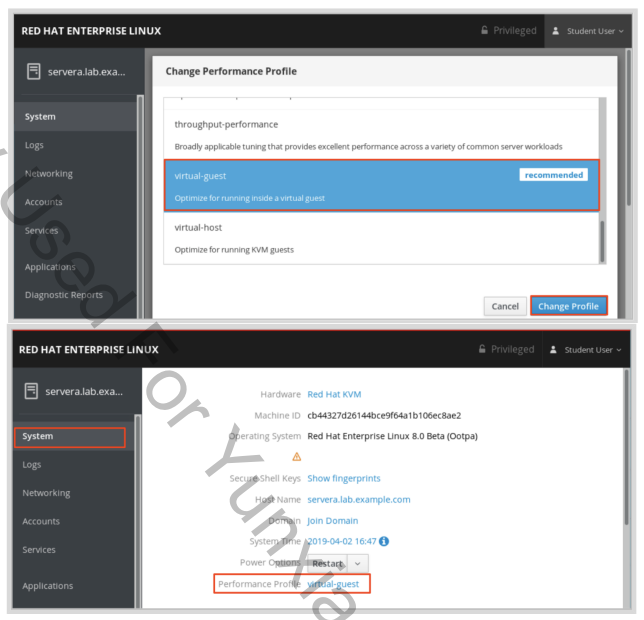 RED HAT ENTERPRISE LINUX
Privileged
Student User
servera.lab.exa...
Change Performance Profile
System
Logs
Networking
Accounts
Services
Applications
Diagnostic Reports
throughput-performance
Broadly applicable tuning that provides excellent performance across a variety of common server workloads
virtual-guest
recommended
Optimize for running inside a virtual guest
virtual-host
Optimize for running KVM guests
Cancel
Change Profile
RED HAT ENTERPRISE LINUX
Privileged
Student User
servera.lab.exa...
System
Logs
Networking
Accounts
Services
Applications
Hardware Red Hat KVM
Machine ID cb44327d26144bce9f64a1b106ec8ae2
Operating System Red Hat Enterprise Linux 8.0 Beta (Ootpa)
Secure Shell Keys Show fingerprints
Host Name servera.lab.example.com
Domain Join Domain
System Time 2019-04-02 16:47
Power Options Restart
Performance Profile virtual-guest
Used For Yunxia